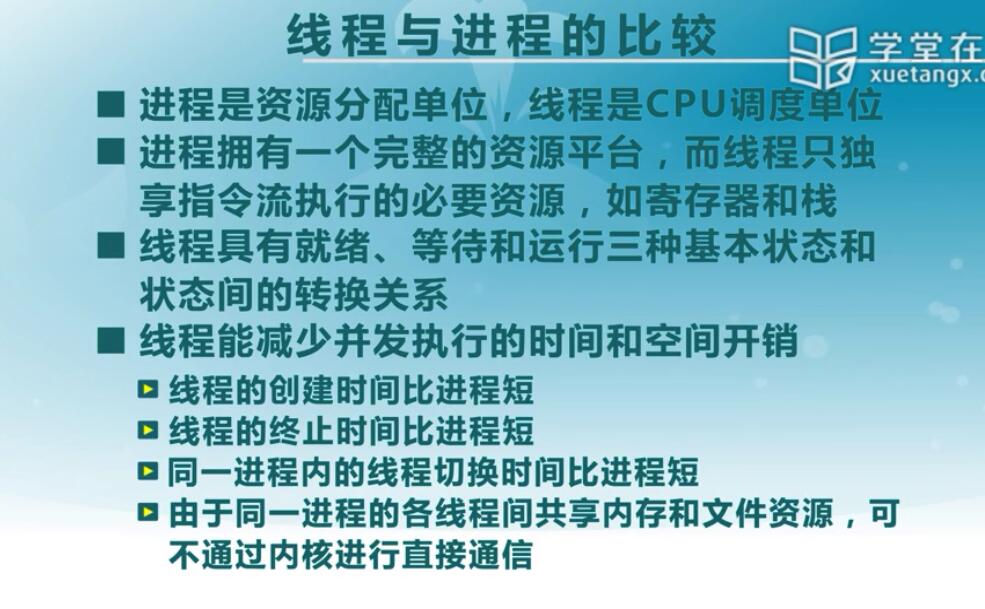 线程与进程的比较
学堂在
xuetangx.c
■ 进程是资源分配单位，线程是CPU调度单位
■ 进程拥有一个完整的资源平台，而线程只独
享指令流执行的必要资源，如寄存器和栈
■ 线程具有就绪、等待和运行三种基本状态和
状态间的转换关系
■ 线程能减少并发执行的时间和空间开销
线程的创建时间比进程短
线程的终止时间比进程短
同一进程内的线程切换时间比进程短
由于同一进程的各线程间共享内存和文件资源，可
不通过内核进行直接通信